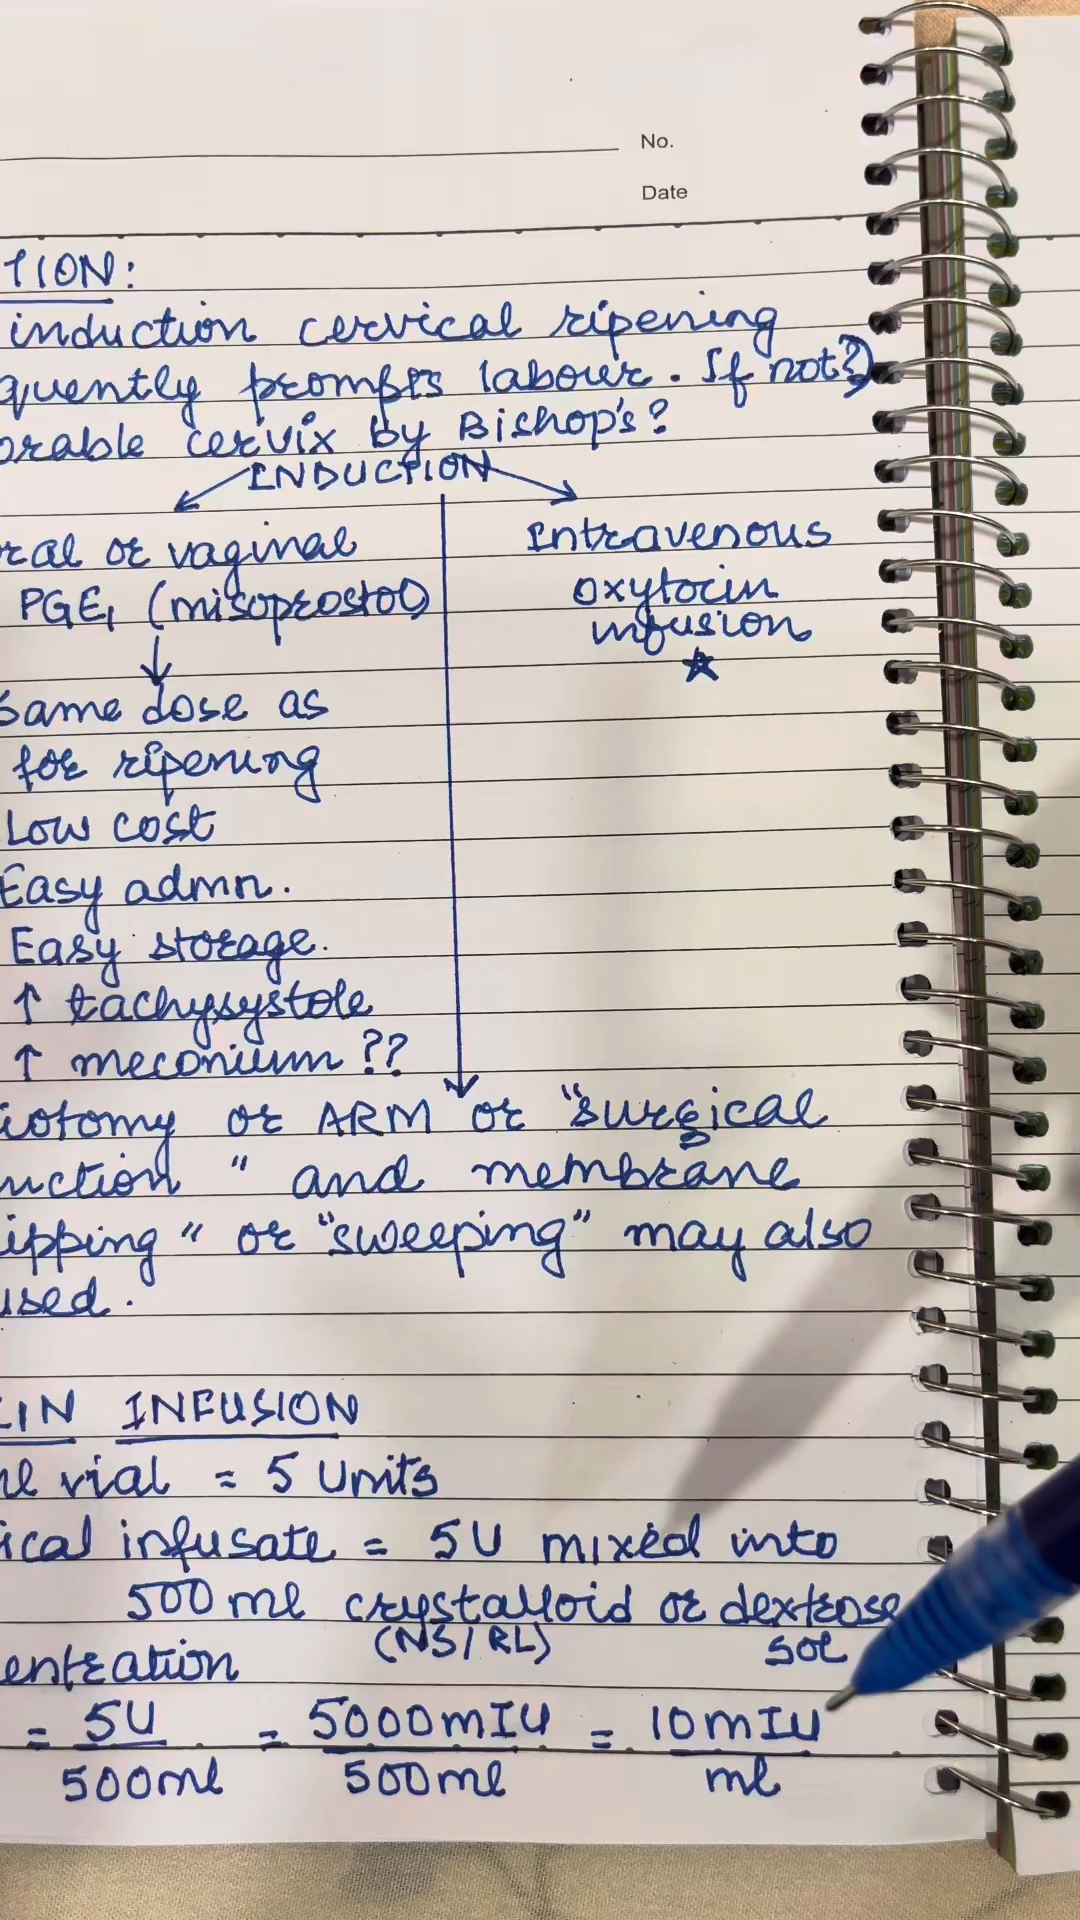 No.
Date
TION:
induction cervical ripening
quently prompts labour. If not?)
orable cervix by Bishop's?
INDUCTION
ral or vaginal
PGE₁ (misoprostol)
Intravenous
oxytocin
infusion
☆
↓
Same dose as
for ripening
Low cost
Easy admn.
Easy storage.
↑ tachysystole
↑ meconium ??
iotomy or ARM or "surgical
uction" and membrane
ipping" or "sweeping" may also
used.
CIN INFUSION
ml vial = 5 Units
ical infusate = 5U mixed into
500ml crystalloid or dextrose
(NS/RL) sol
entration
= 5U/500ml = 5000mIU/500ml = 10mIU/ml